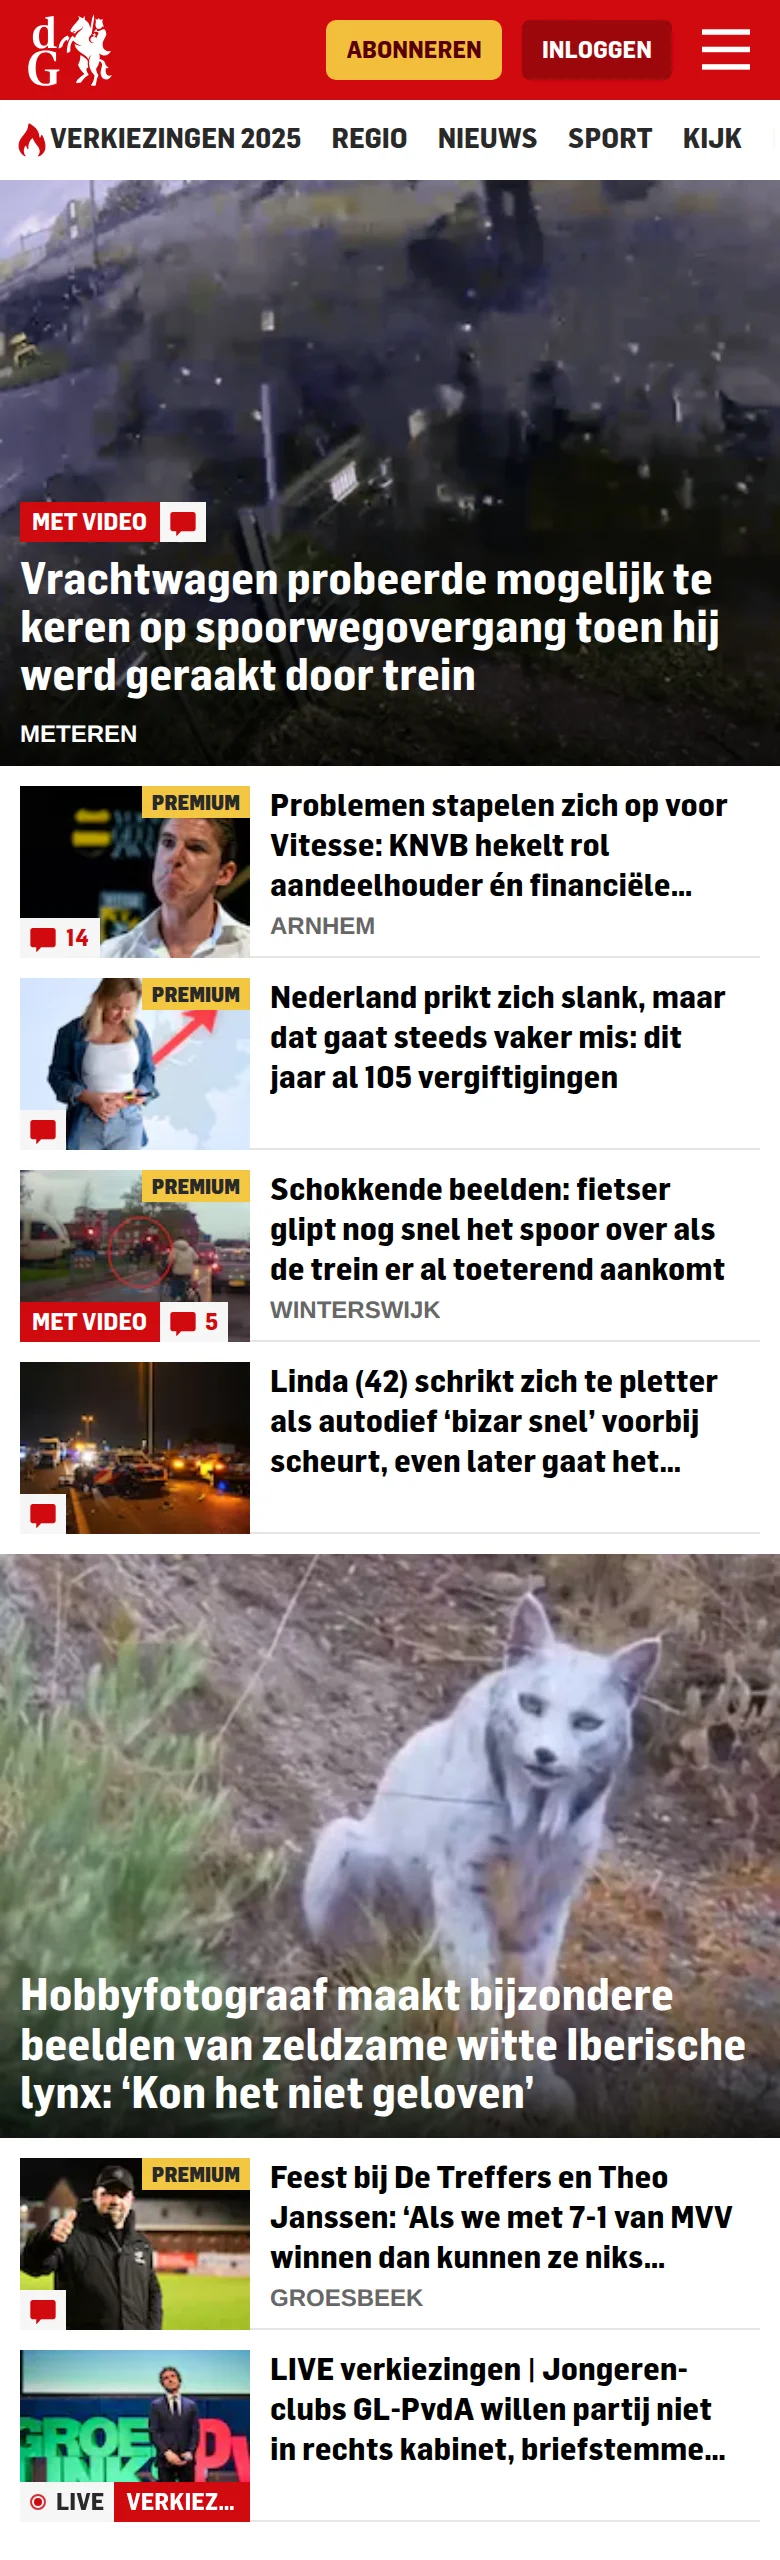 dG
ABONNEREN
INLOGGEN
VERKIEZINGEN 2025 REGIO NIEUWS SPORT KIJK
MET VIDEO
Vrachtwagen probeerde mogelijk te
keren op spoorwegovergang toen hij
werd geraakt door trein
METEREN
PREMIUM
14
Problemen stapelen zich op voor
Vitesse: KNVB hekelt rol
aandeelhouder én financiële...
ARNHEM
PREMIUM
Nederland prikt zich slank, maar
dat gaat steeds vaker mis: dit
jaar al 105 vergiftigingen
PREMIUM
MET VIDEO 5
Schokkende beelden: fietser
glipt nog snel het spoor over als
de trein er al toeterend aankomt
WINTERSWIJK
Linda (42) schrikt zich te pletter
als autodief ‘bizar snel’ voorbij
scheurt, even later gaat het...
Hobbyfotograaf maakt bijzondere
beelden van zeldzame witte Iberische
lynx: ‘Kon het niet geloven’
PREMIUM
Feest bij De Treffers en Theo
Janssen: ‘Als we met 7-1 van MVV
winnen dan kunnen ze niks...
GROESBEEK
GROE
LINK
PV
LIVE VERKIEZ...
LIVE verkiezingen | Jongeren-
clubs GL-PvdA willen partij niet
in rechts kabinet, briefstemme...